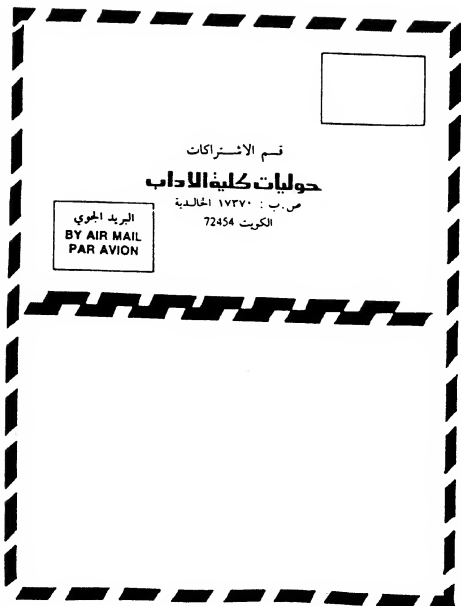 قسم الاشتراكات
حوليات كلية الاداب
ص.ب : ١٧٣٧٠ الخالدية
الكويت 72454
البريد الجوي
BY AIR MAIL
PAR AVION